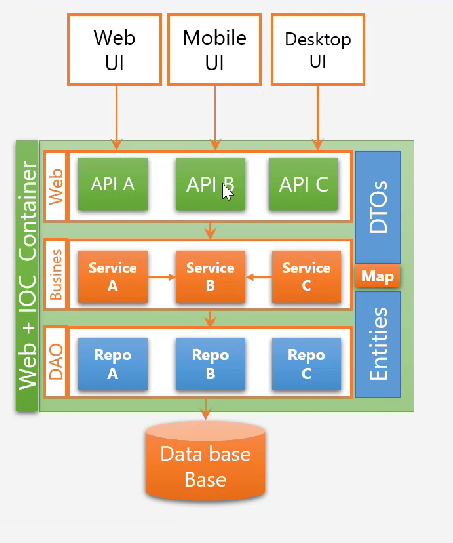 Web
UI
Mobile
UI
Desktop
UI
Web + IOC Container
Web
API A
API B
API C
DTOs
Busines
Service
A
Service
B
Service
C
Map
DAO
Repo
A
Repo
B
Repo
C
Entities
Data base
Base